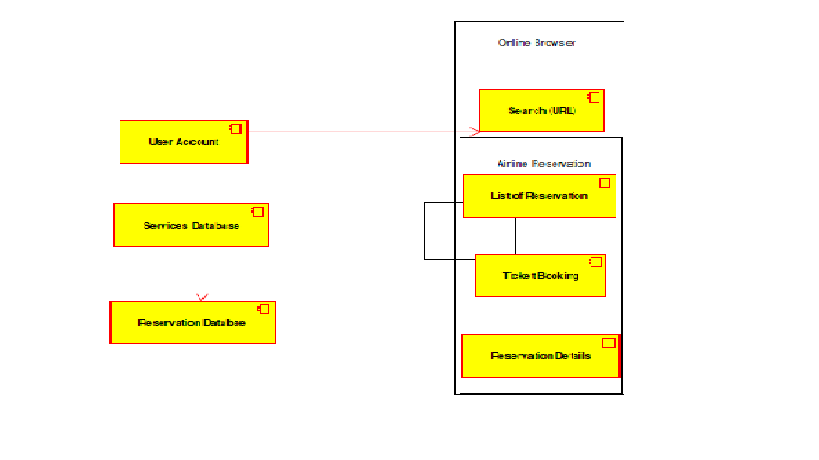 Online Browser
Search (URL)
User Account
Airline Reservation
List of Reservation
Services Database
Ticket Booking
Reservation Databse
Reservation Details